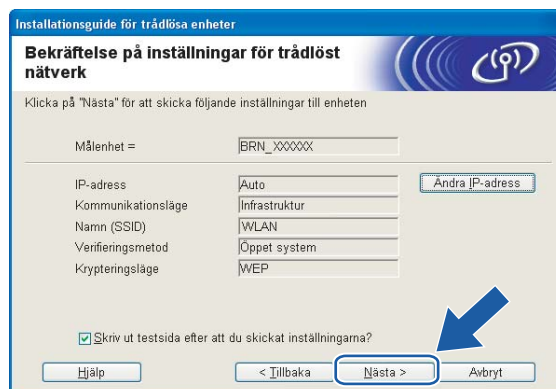 Installationsguide för trådlösa enheter
Bekräftelse på inställningar för trådlöst
nätverk
Klicka på "Nästa" för att skicka följande inställningar till enheten
Målenhet = BRN_XXXXXX
IP-adress Auto Ändra IP-adress
Kommunikationsläge Infrastruktur
Namn (SSID) WLAN
Verifieringsmetod Öppet system
Krypteringsläge WEP
Skriv ut testsida efter att du skickat inställningarna?
Hjälp < Tillbaka Nästa > Avbryt